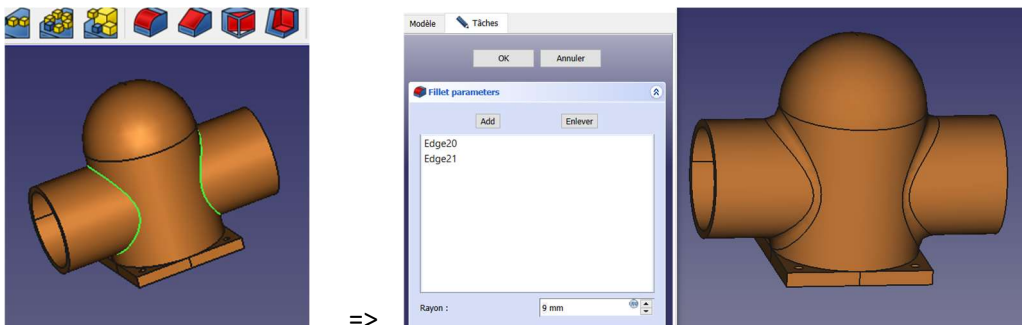 =>
Modèle
Tâches
OK Annuler
Fillet parameters
Add Enlever
Edge20
Edge21
Rayon : 9 mm